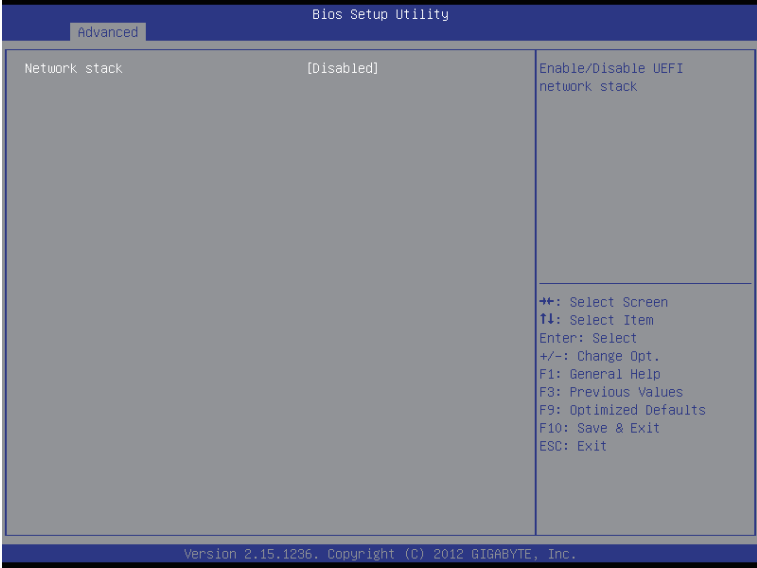 Bios Setup Utility
Advanced
Network stack [Disabled]
Enable/Disable UEFI
network stack
→←: Select Screen
↑↓: Select Item
Enter: Select
+/-: Change Opt.
F1: General Help
F3: Previous Values
F9: Optimized Defaults
F10: Save & Exit
ESC: Exit
Version 2.15.1236. Copyright (C) 2012 GIGABYTE, Inc.